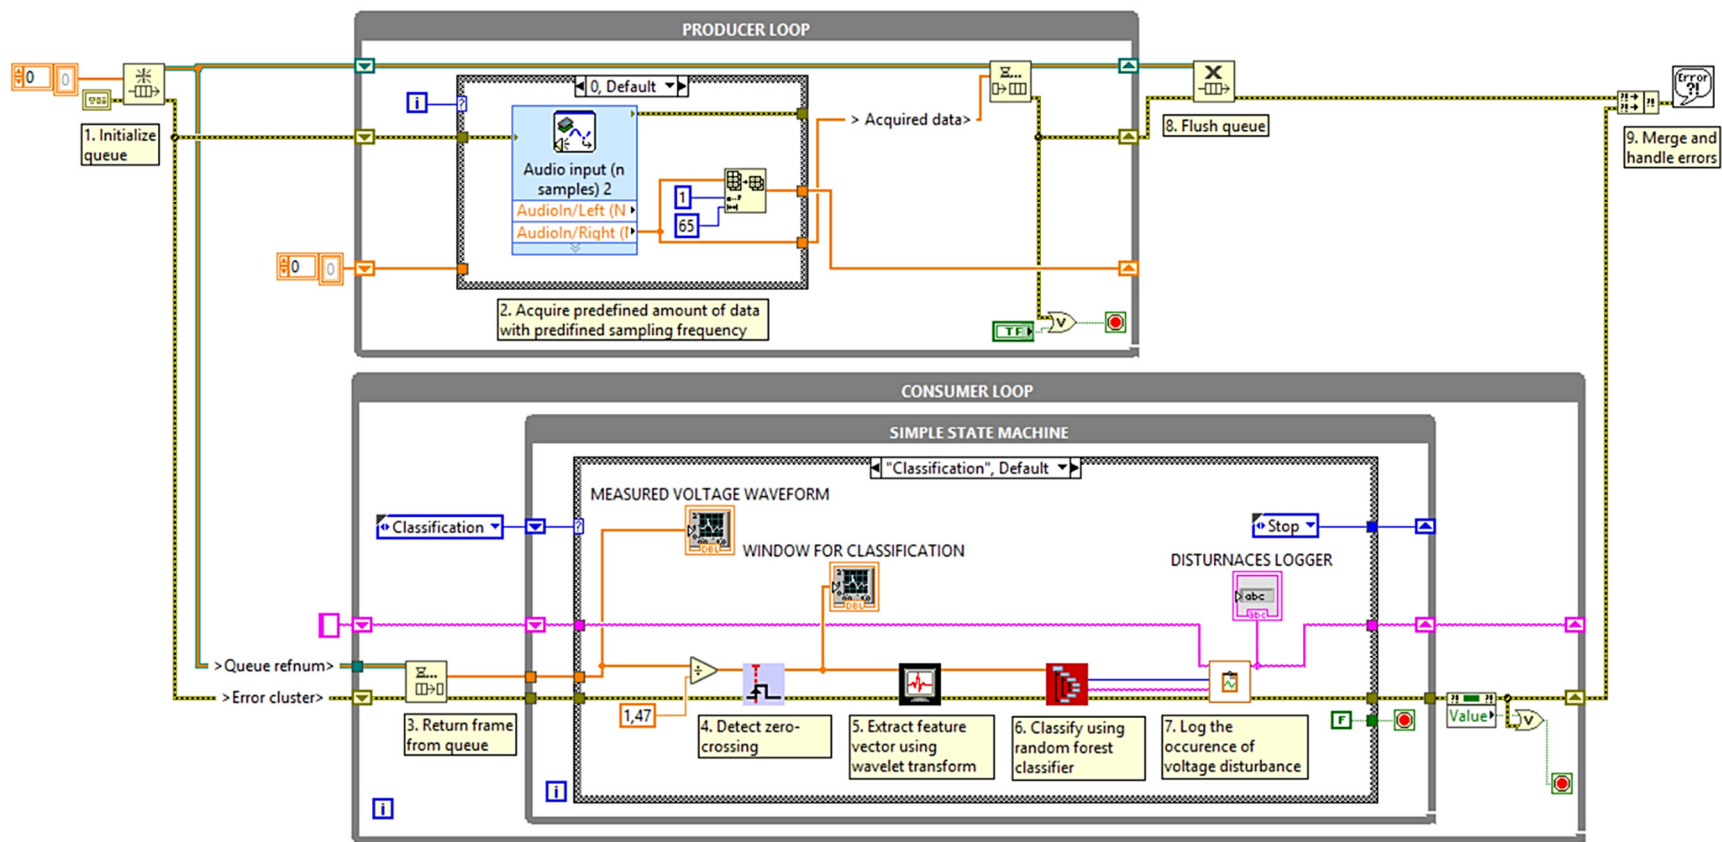 PRODUCER LOOP
0
0
1. Initialize
queue
0, Default
i
?
Audio input (n
samples) 2
AudioIn/Left (N
AudioIn/Right (
1
65
> Acquired data>
8. Flush queue
Error
?!
9. Merge and
handle errors
0
0
2. Acquire predefined amount of data
with predifined sampling frequency
TF
V
CONSUMER LOOP
SIMPLE STATE MACHINE
"Classification", Default
MEASURED VOLTAGE WAVEFORM
Classification
?
DBL
WINDOW FOR CLASSIFICATION
DBL
Stop
DISTURNACES LOGGER
abc
abc
>Queue refnum>
>Error cluster>
3. Return frame
from queue
÷
1,47
4. Detect zero-
crossing
5. Extract feature
vector using
wavelet transform
6. Classify using
random forest
classifier
7. Log the
occurence of
voltage disturbance
F
Value
V
i
i